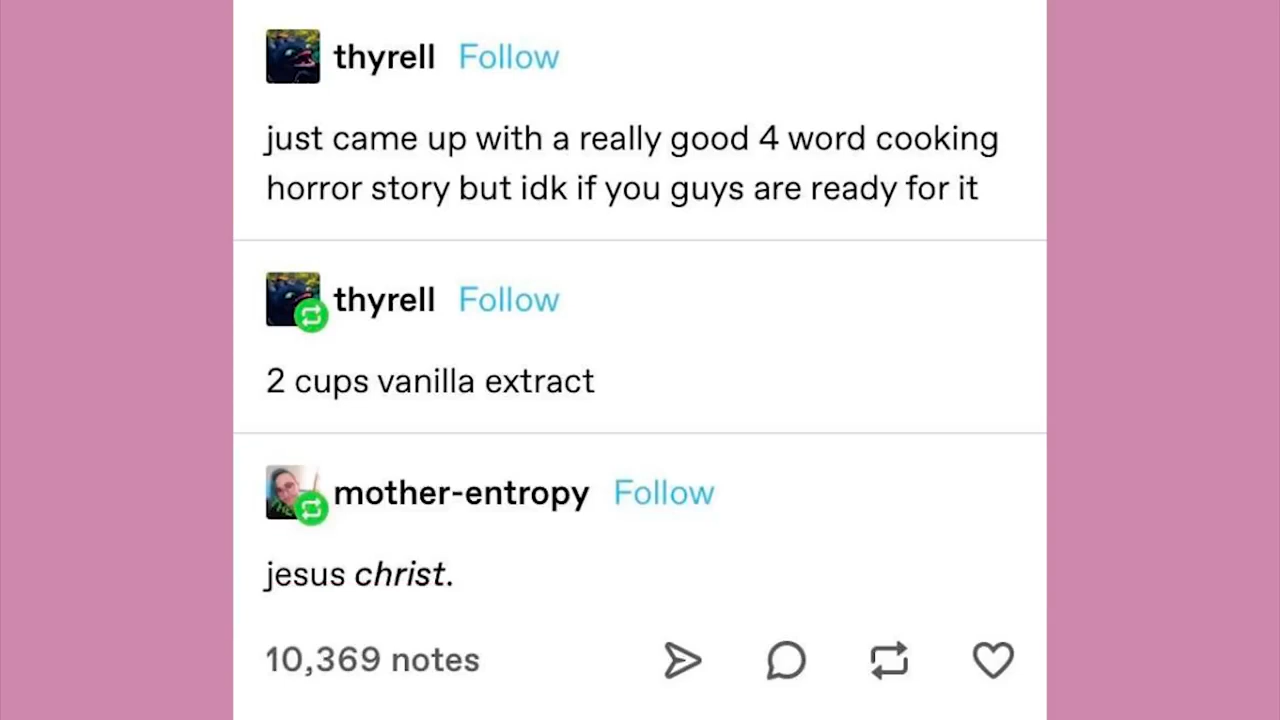 thyrell Follow
just came up with a really good 4 word cooking
horror story but idk if you guys are ready for it
thyrell Follow
2 cups vanilla extract
mother-entropy Follow
jesus christ.
10,369 notes